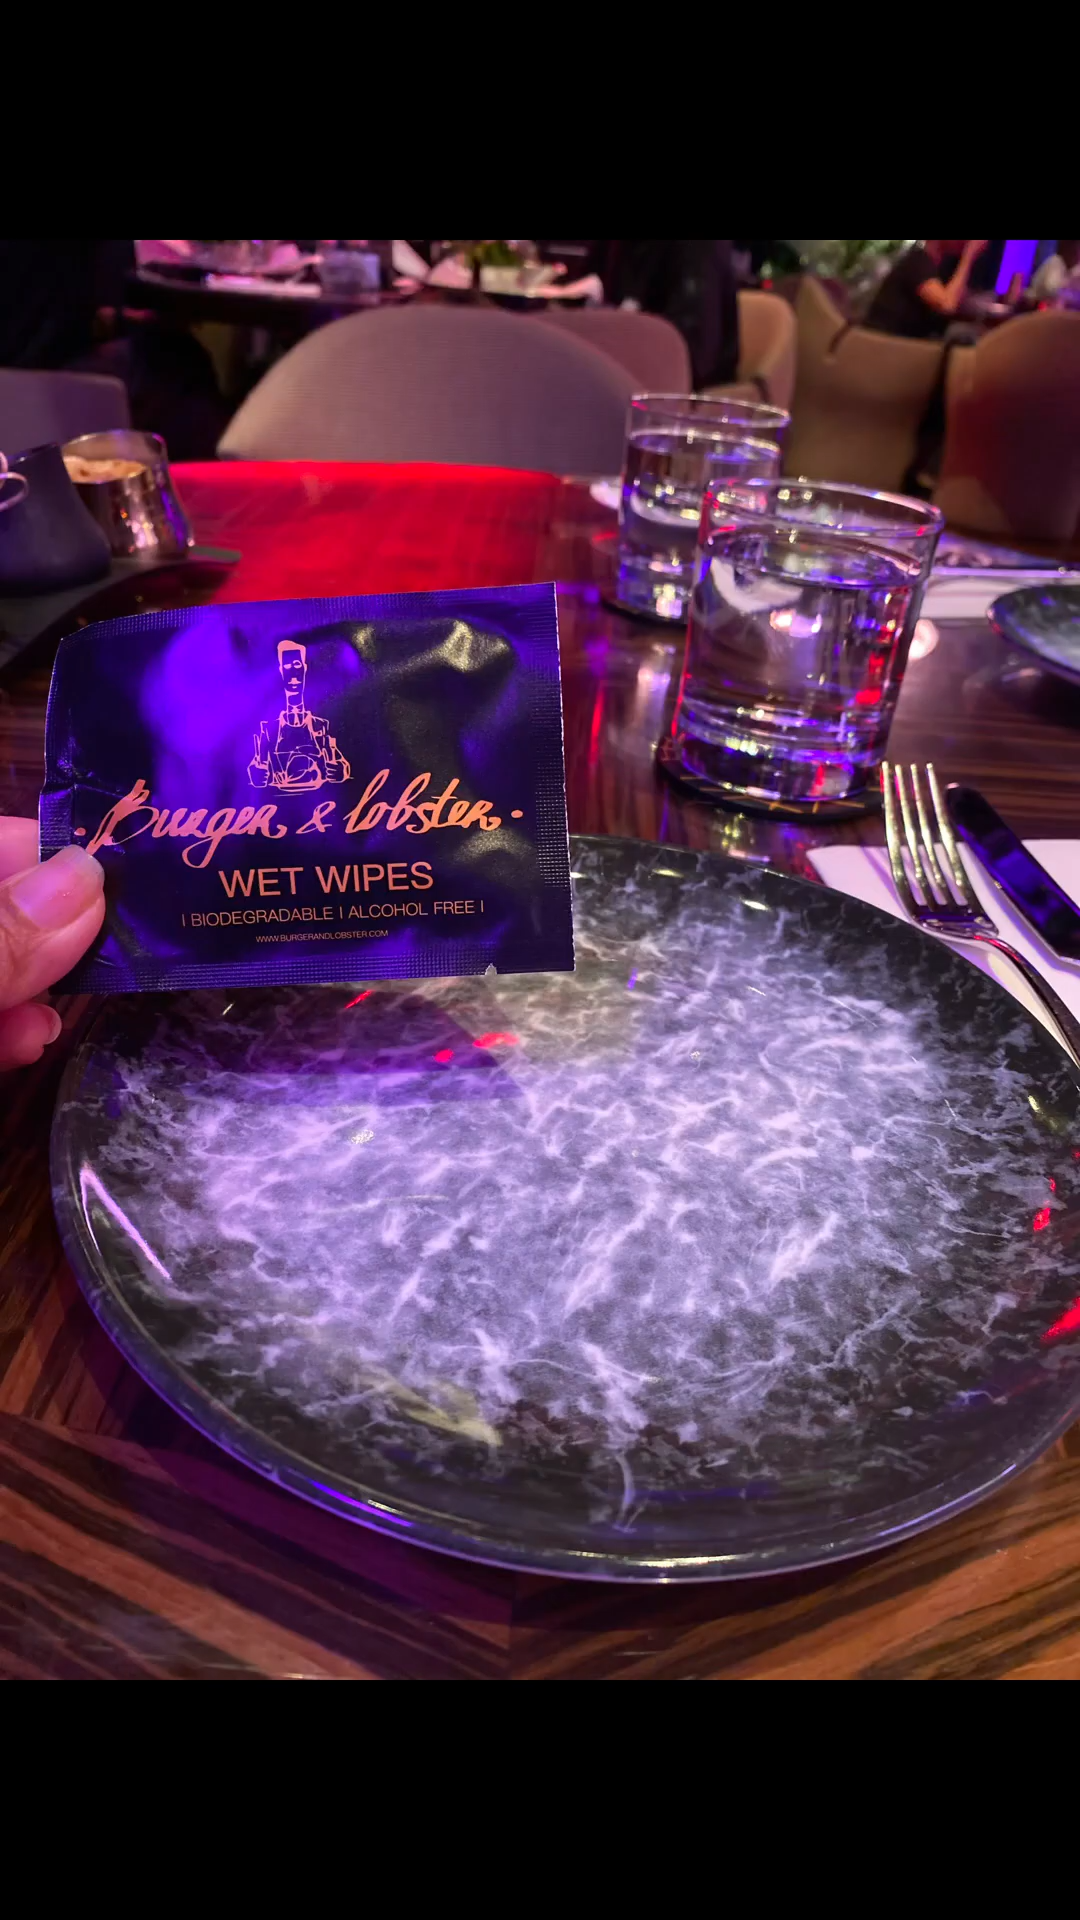 · Burger & lobster ·
WET WIPES
| BIODEGRADABLE | ALCOHOL FREE |
WWW.BURGERANDLOBSTER.COM